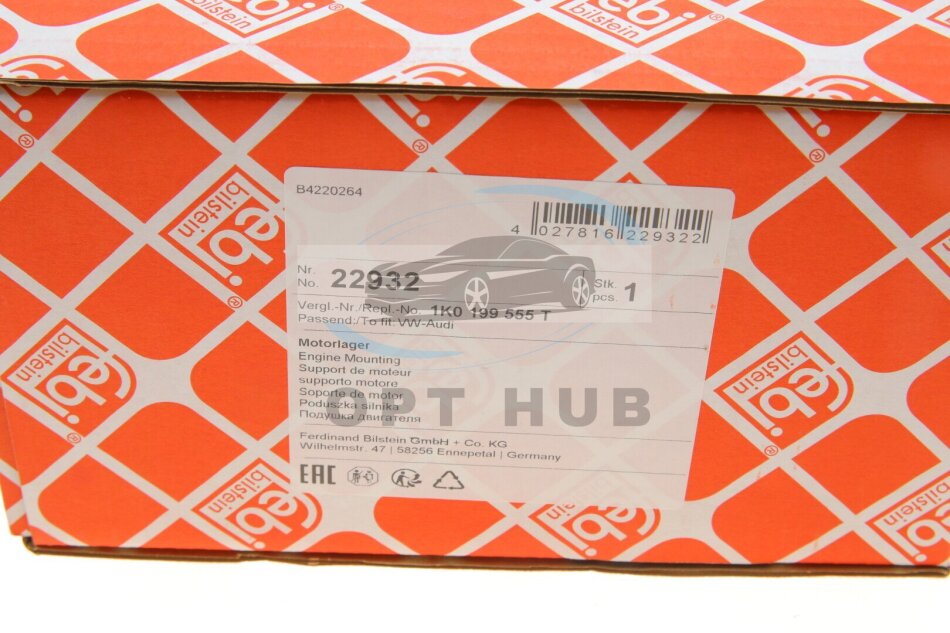 febi
bilstein
B4220264
4 027816 229322
Nr.
No. 22932
Stk.
pcs. 1
Vergl.-Nr./Repl.-No. 1K0 199 555 T
Passend:/To fit: VW-Audi
Motorlager
Engine Mounting
Support de moteur
supporto motore
Soporte de motor
Poduszka silnika
Подушка двигателя
OPT HUB
Ferdinand Bilstein GmbH + Co. KG
Wilhelmstr. 47 | 58256 Ennepetal | Germany
EAC